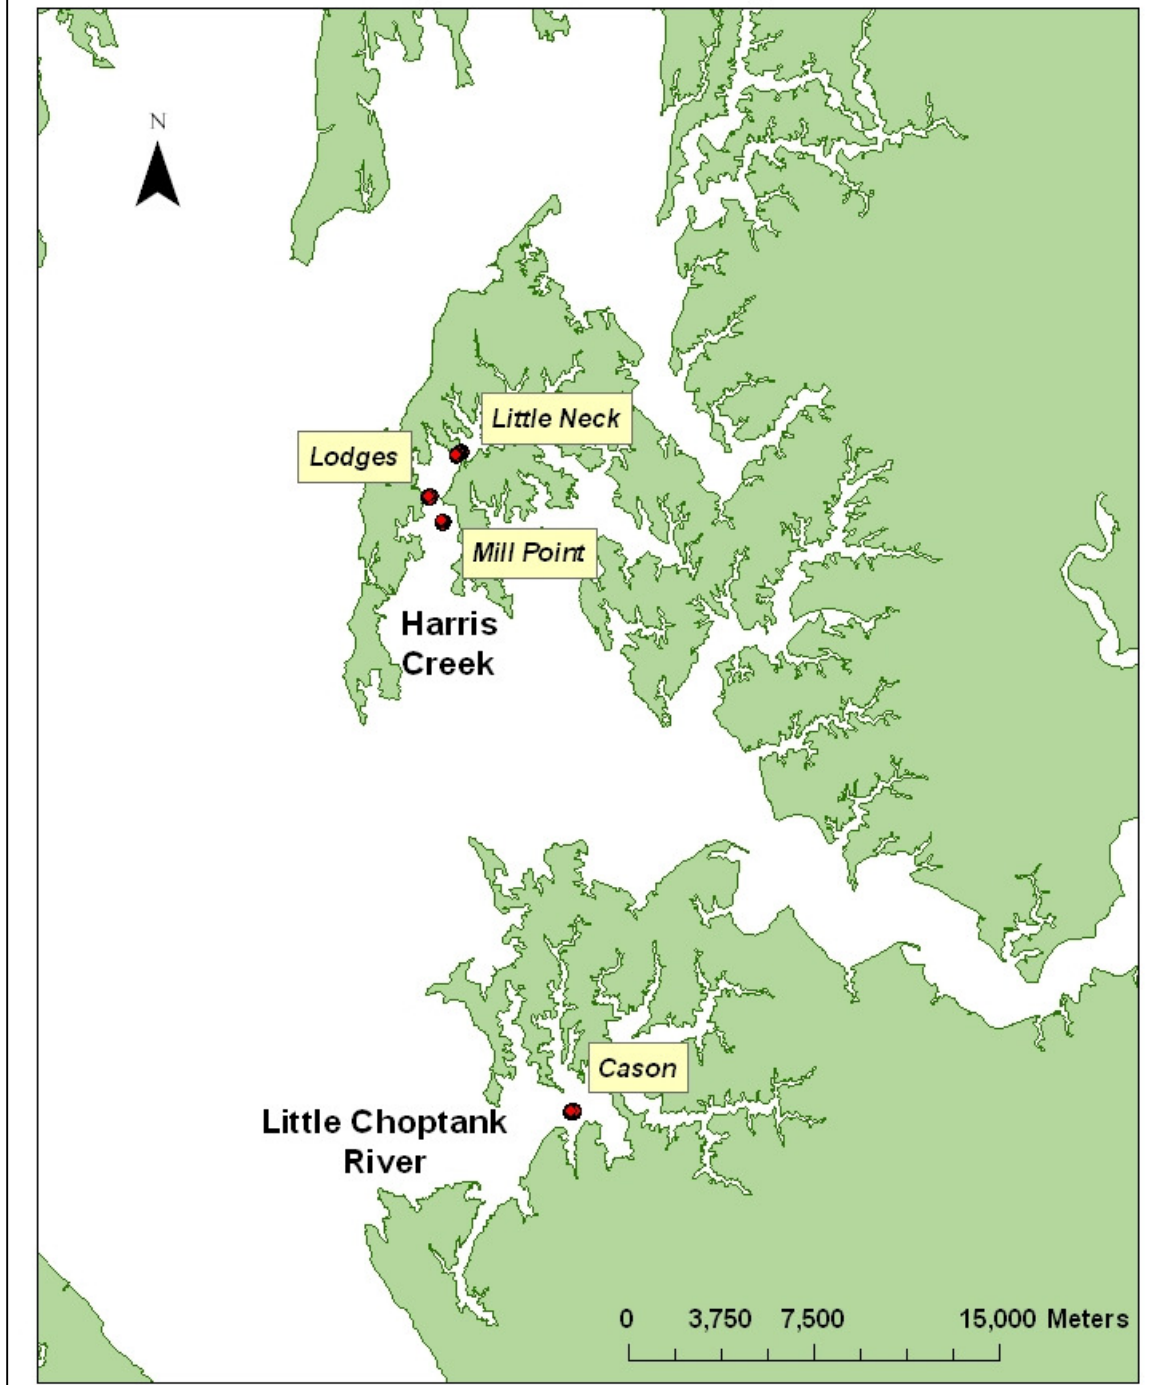 N
Little Neck
Lodges
Mill Point
Harris
Creek
Cason
Little Choptank
River
0 3,750 7,500 15,000 Meters